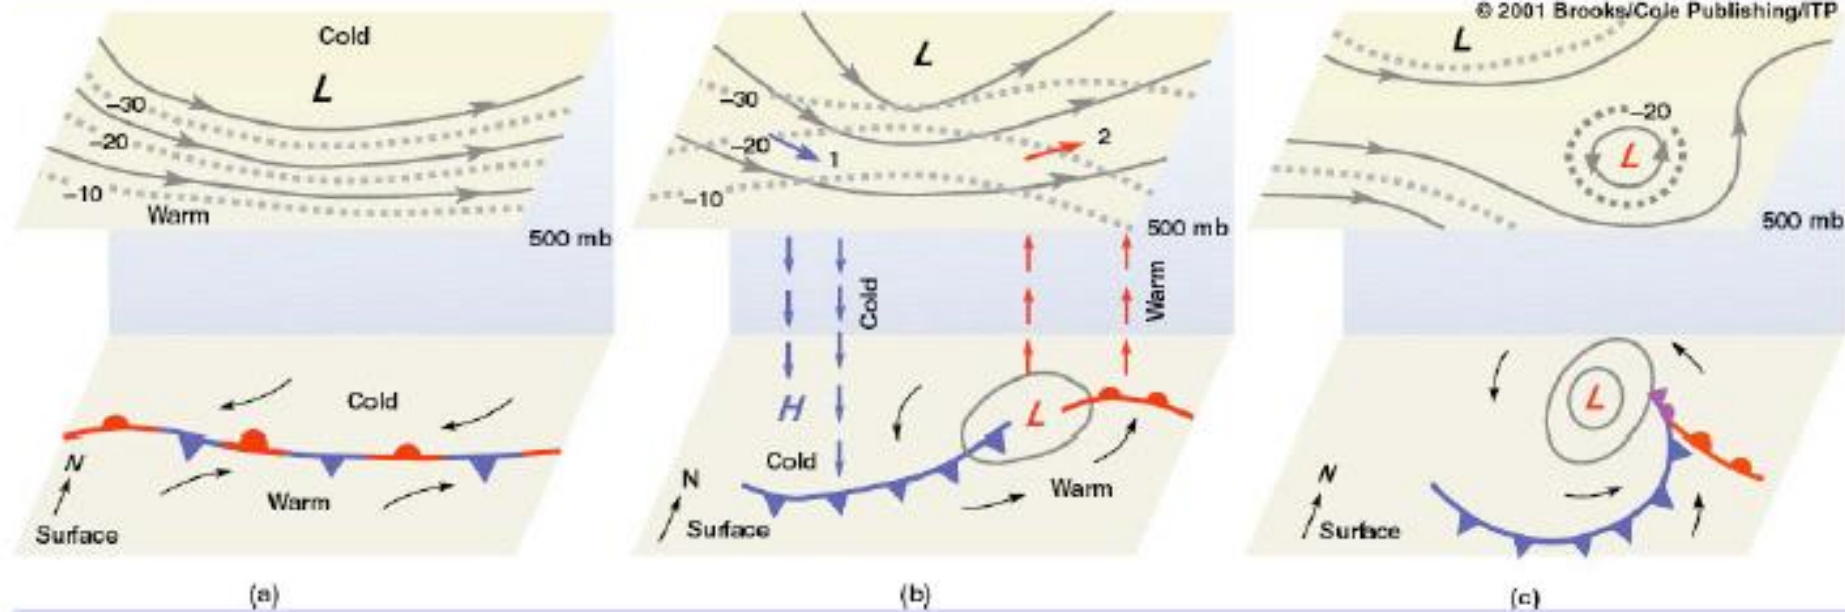 © 2001 Brooks/Cole Publishing/ITP
Cold
L
–30
–20
–10
Warm
500 mb
Cold
N
Warm
Surface
(a)
L
–30
–20
1
2
–10
500 mb
Cold
Warm
H
L
Cold
N
Warm
Surface
(b)
L
–20
L
500 mb
L
N
Surface
(c)